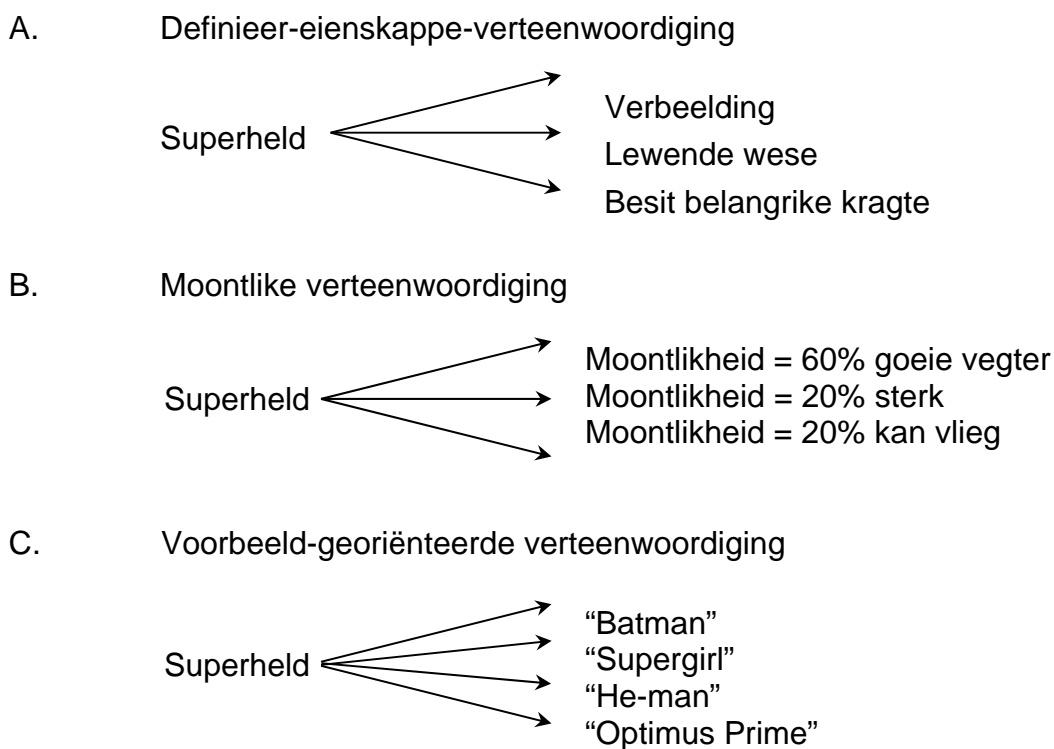 A. Definieer-eienskappe-verteenwoordiging
Superheld
Verbeelding
Lewende wese
Besit belangrike kragte
B. Moontlike verteenwoordiging
Superheld
Moontlikheid = 60% goeie vegter
Moontlikheid = 20% sterk
Moontlikheid = 20% kan vlieg
C. Voorbeeld-georiënteerde verteenwoordiging
Superheld
“Batman”
“Supergirl”
“He-man”
“Optimus Prime”